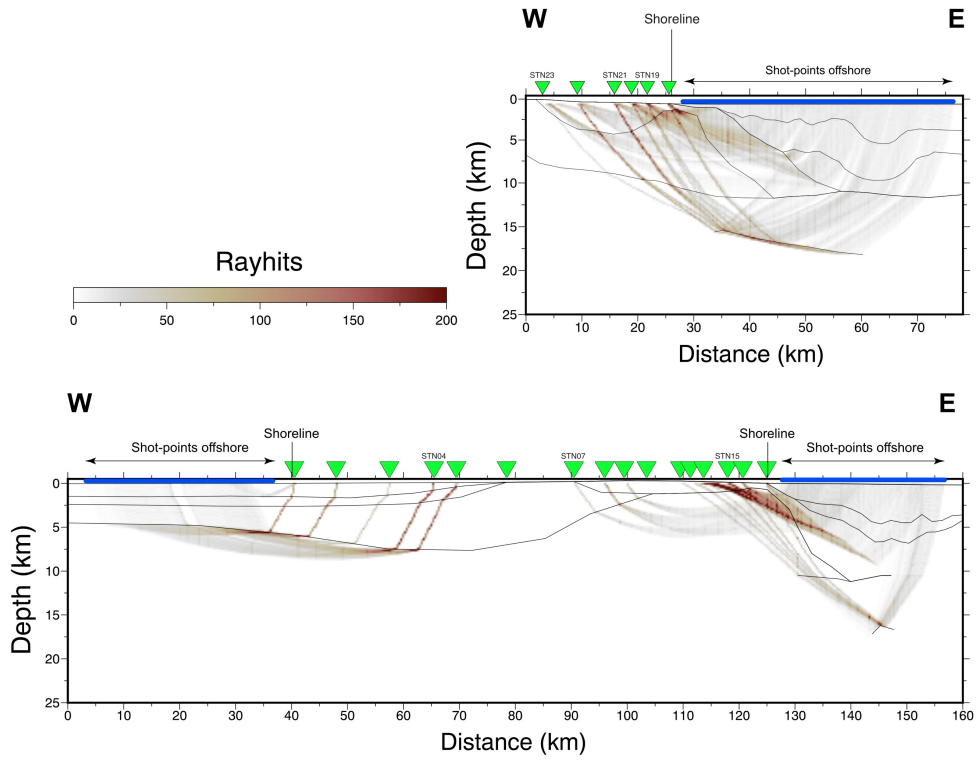 W E
Shoreline
Shot-points offshore
STN23 STN21 STN19
0
5
10
15
20
25
Depth (km)
0 10 20 30 40 50 60 70
Distance (km)
Rayhits
0 50 100 150 200
W E
Shoreline Shoreline
Shot-points offshore Shot-points offshore
STN04 STN07 STN15
0
5
10
15
20
25
Depth (km)
0 10 20 30 40 50 60 70 80 90 100 110 120 130 140 150 160
Distance (km)